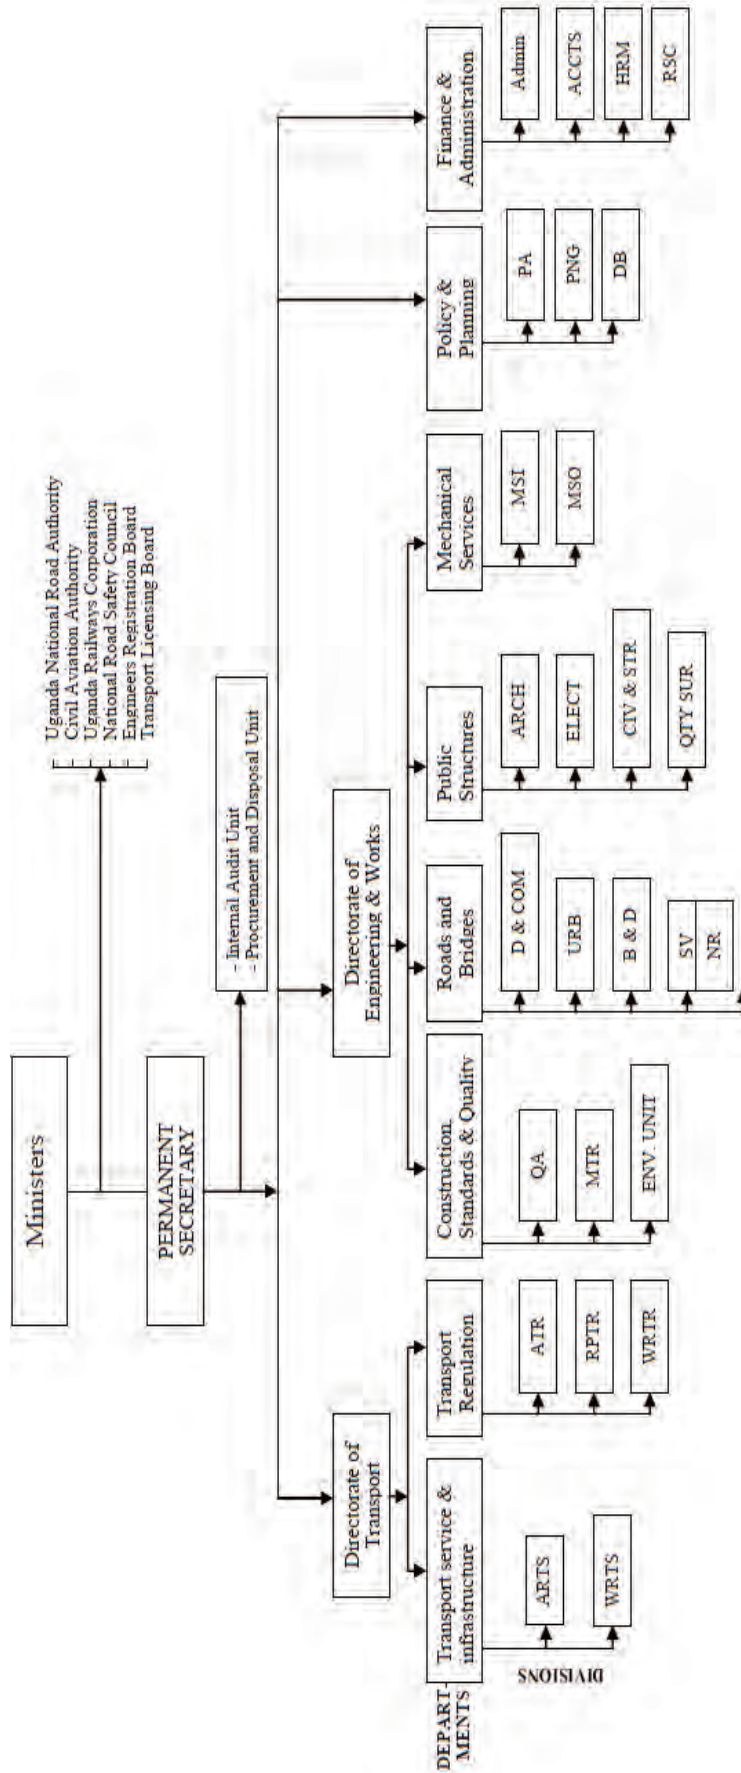 Ministers
Uganda National Road Authority
Civil Aviation Authority
Uganda Railways Corporation
National Road Safety Council
Engineers Registration Board
Transport Licensing Board
PERMANENT
SECRETARY
– Internal Audit Unit
– Procurement and Disposal Unit
Directorate of
Transport
Directorate of
Engineering & Works
DEPART-
MENTS
Transport service &
infrastructure
Transport
Regulation
Construction
Standards & Quality
Roads and
Bridges
Public
Structures
Mechanical
Services
Policy &
Planning
Finance &
Administration
DIVISIONS
ARTS
WRTS
ATR
RPTR
WRTR
QA
MTR
ENV. UNIT
D & COM
URB
B & D
SV
NR
ARCH
ELECT
CIV & STR
QTY SUR
MSI
MSO
PA
PNG
DB
Admin
ACCTS
HRM
RSC